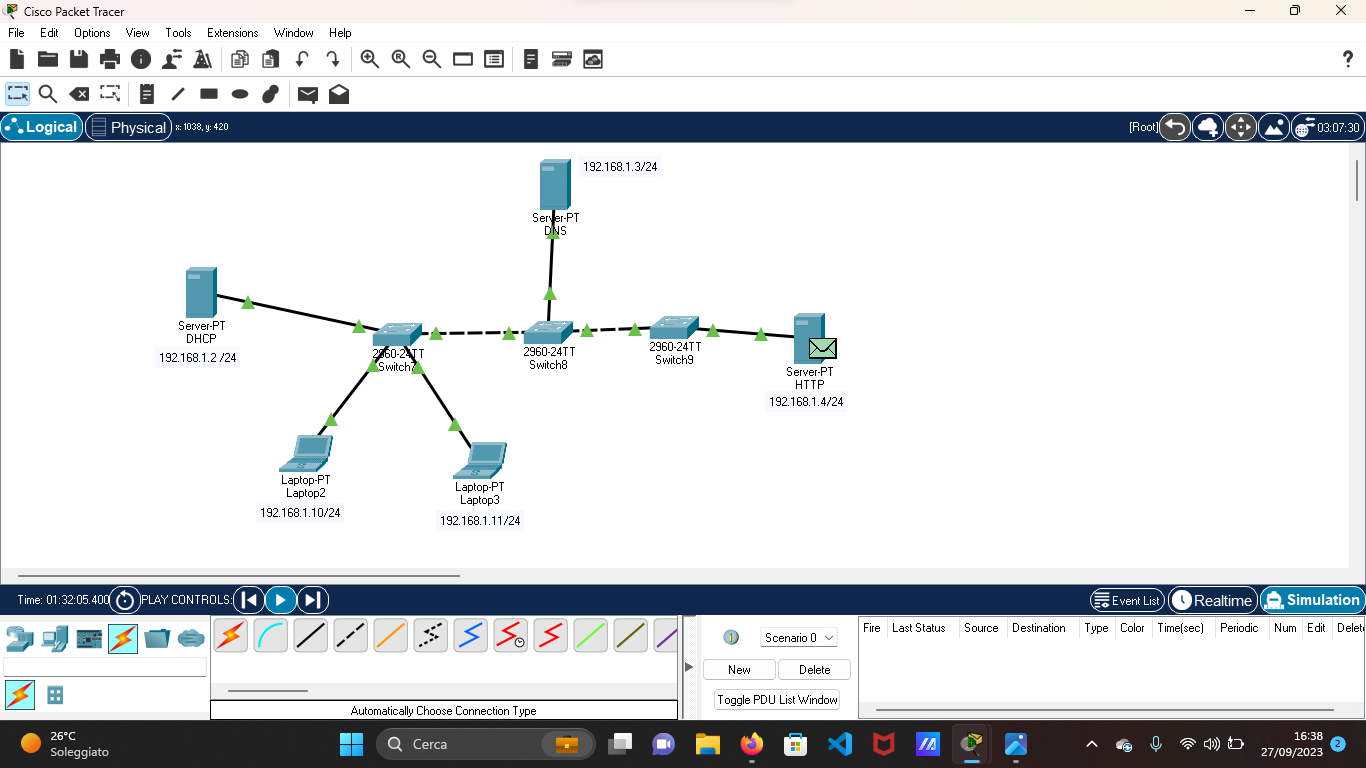 Cisco Packet Tracer
File Edit Options View Tools Extensions Window Help
Logical Physical x: 1038, y: 420 [Root] 03:07:30
192.168.1.3/24
Server-PT
DNS
Server-PT
DHCP
192.168.1.2 /24
2960-24TT
Switch7
2960-24TT
Switch8
2960-24TT
Switch9
Server-PT
HTTP
192.168.1.4/24
Laptop-PT
Laptop2
192.168.1.10/24
Laptop-PT
Laptop3
192.168.1.11/24
Time: 01:32:05.400 PLAY CONTROLS: Event List Realtime Simulation
Scenario 0
New Delete
Toggle PDU List Window
Fire Last Status Source Destination Type Color Time(sec) Periodic Num Edit Delete
Automatically Choose Connection Type
26°C
Soleggiato
Cerca
16:38
27/09/2023
2